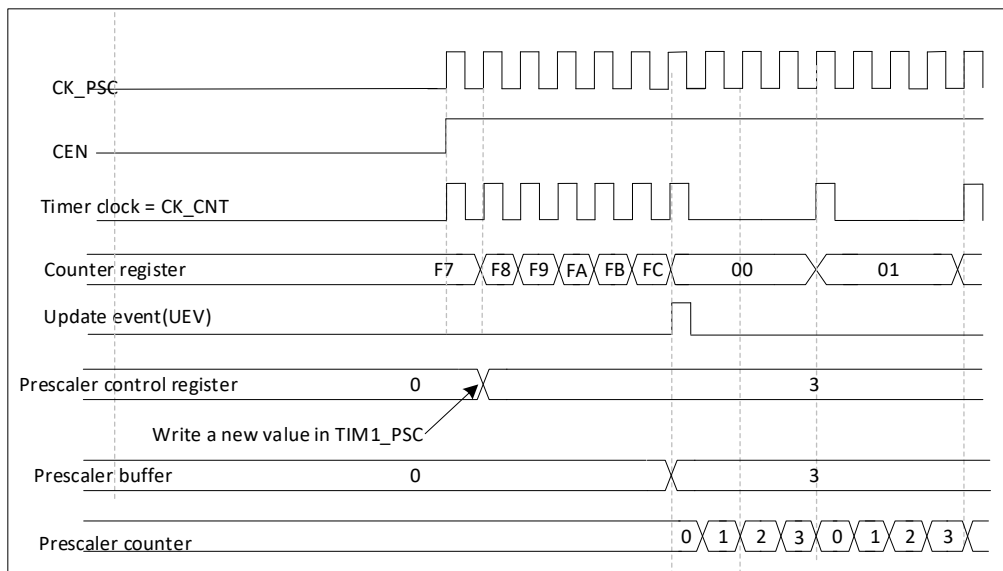 CK_PSC
CEN
Timer clock = CK_CNT
Counter register F7 F8 F9 FA FB FC 00 01
Update event(UEV)
Prescaler control register 0 3
Write a new value in TIM1_PSC
Prescaler buffer 0 3
Prescaler counter 0 1 2 3 0 1 2 3